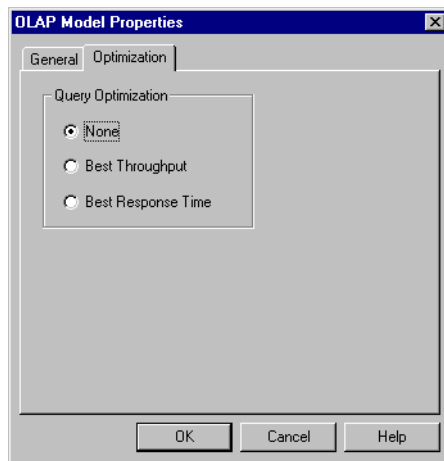 OLAP Model Properties
General
Optimization
Query Optimization
None
Best Throughput
Best Response Time
OK
Cancel
Help